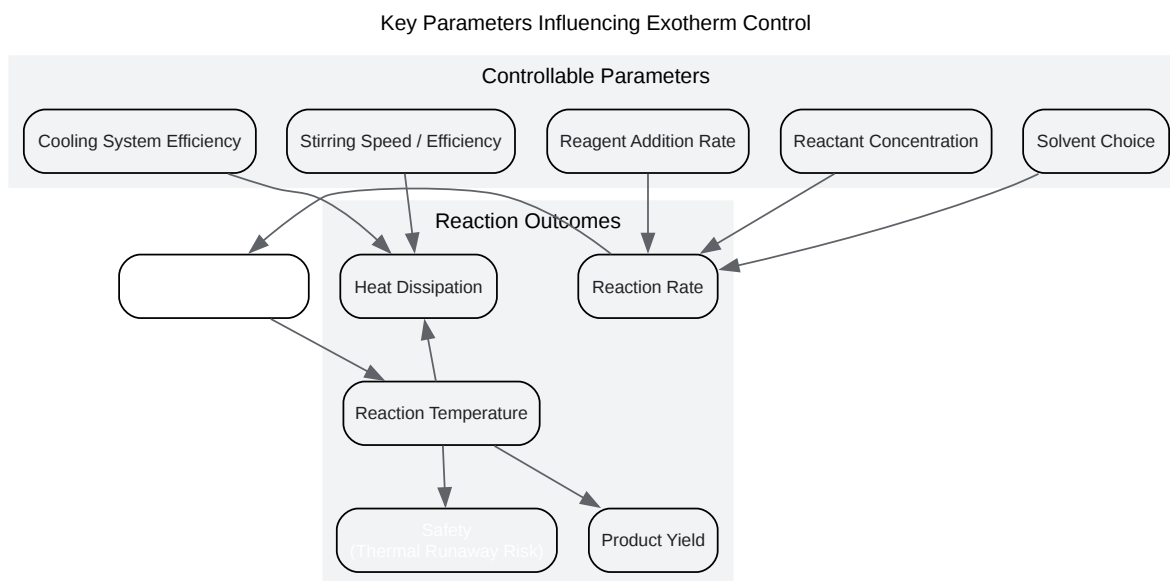 Key Parameters Influencing Exotherm Control
Controllable Parameters
Cooling System Efficiency
Stirring Speed / Efficiency
Reagent Addition Rate
Reactant Concentration
Solvent Choice
Reaction Outcomes
Heat Dissipation
Reaction Rate
Reaction Temperature
Safety
(Thermal Runaway Risk)
Product Yield